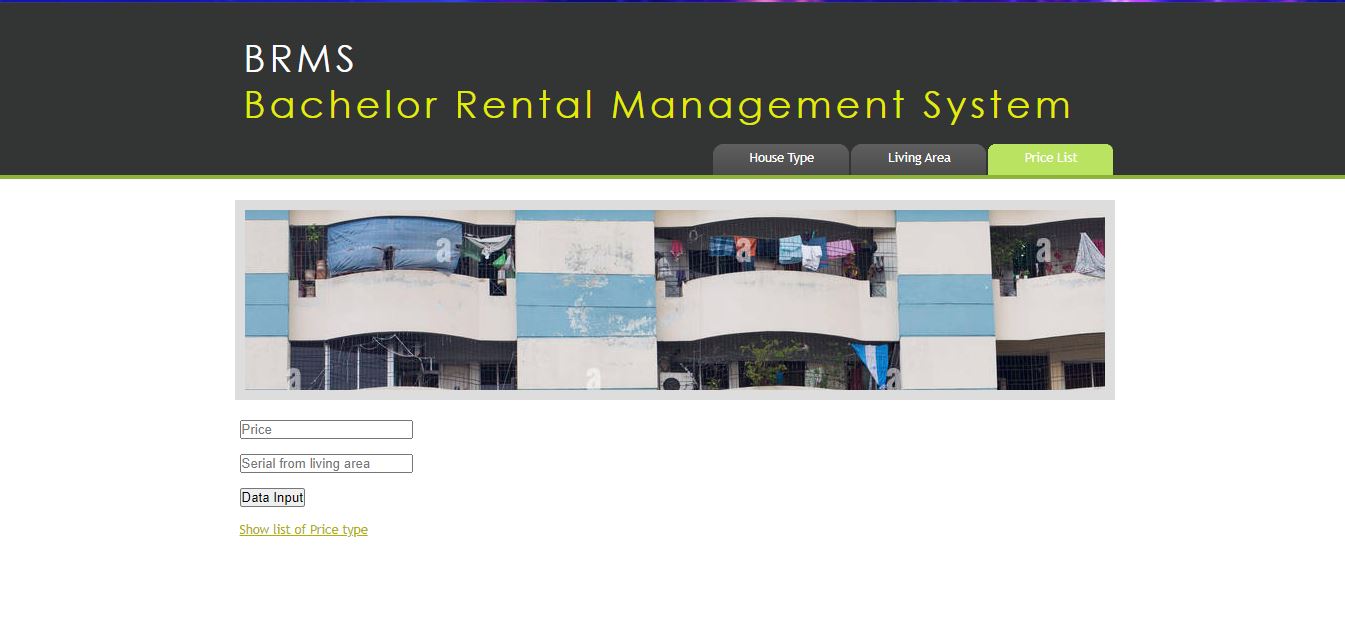 BRMS
Bachelor Rental Management System
House Type
Living Area
Price List
a a a
a a a
Price
Serial from living area
Data Input
Show list of Price type